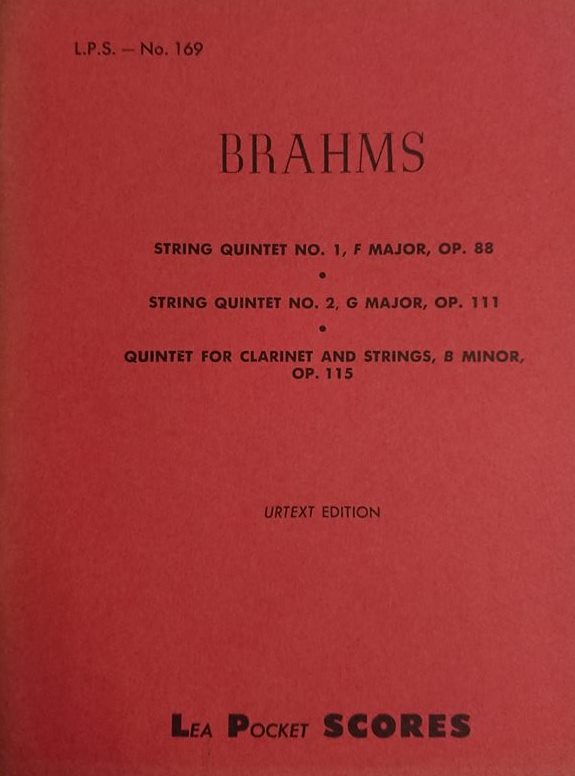 L.P.S. — No. 169
BRAHMS
STRING QUINTET NO. 1, F MAJOR, OP. 88
•
STRING QUINTET NO. 2, G MAJOR, OP. 111
•
QUINTET FOR CLARINET AND STRINGS, B MINOR,
OP. 115
URTEXT EDITION
LEA POCKET SCORES